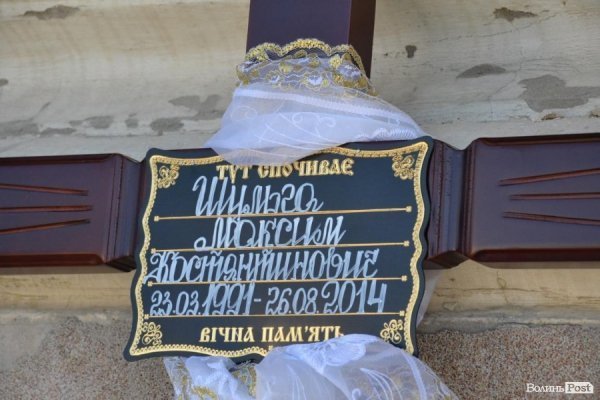 ТУТ СПОЧИВАЄ
Шульга
Максим
Костянтинович
23.03.1991-26.08.2014
ВІЧНА ПАМ'ЯТЬ
ВолиньPost